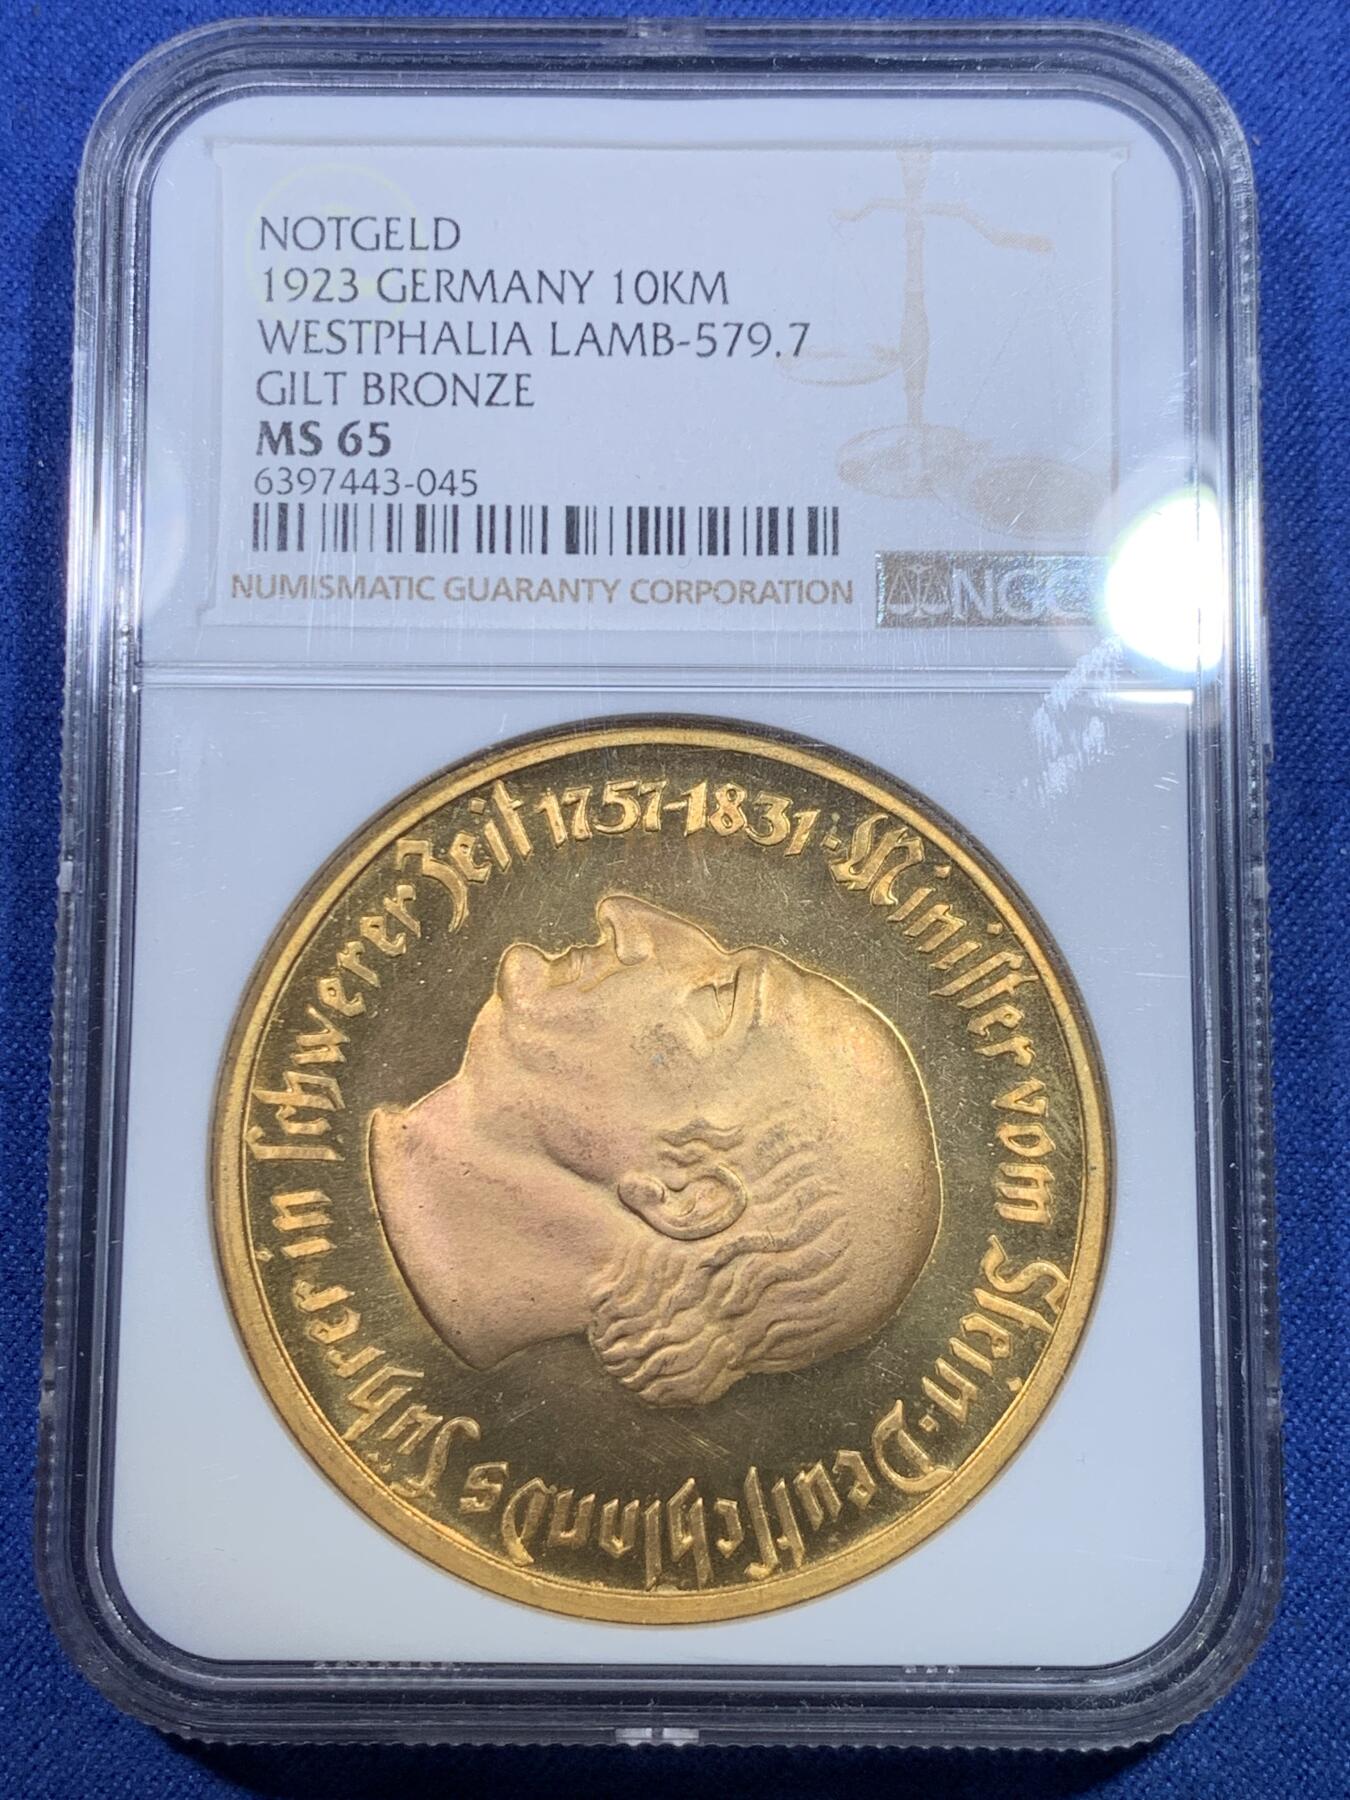 NOTGELD
1923 GERMANY 10KM
WESTPHALIA LAMB-579.7
GILT BRONZE
MS 65
6397443-045
NUMISMATIC GUARANTY CORPORATION
NGC
Minister vom Stein · Deutschlands Führer in schwerer Zeit 1757-1831 ·